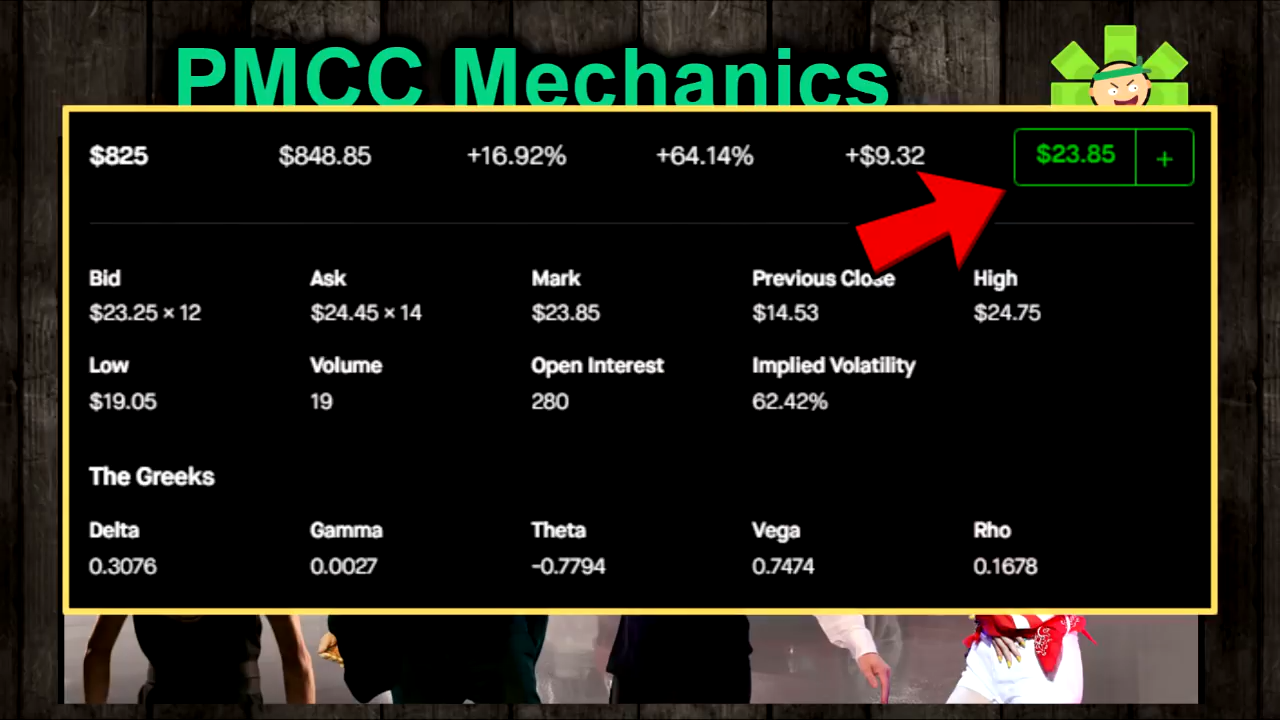 PMCC Mechanics
$825 $848.85 +16.92% +64.14% +$9.32 $23.85 +
Bid Ask Mark Previous Close High
$23.25 × 12 $24.45 × 14 $23.85 $14.53 $24.75
Low Volume Open Interest Implied Volatility
$19.05 19 280 62.42%
The Greeks
Delta Gamma Theta Vega Rho
0.3076 0.0027 -0.7794 0.7474 0.1678